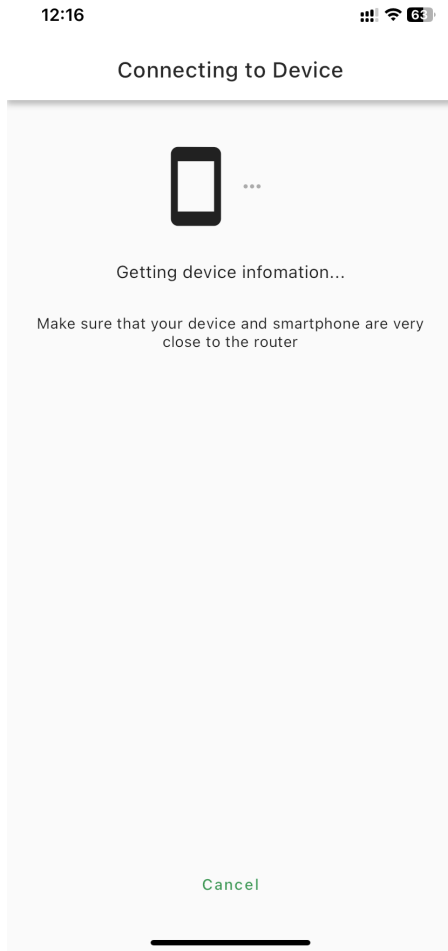 12:16
63
Connecting to Device
Getting device infomation...
Make sure that your device and smartphone are very
close to the router
Cancel